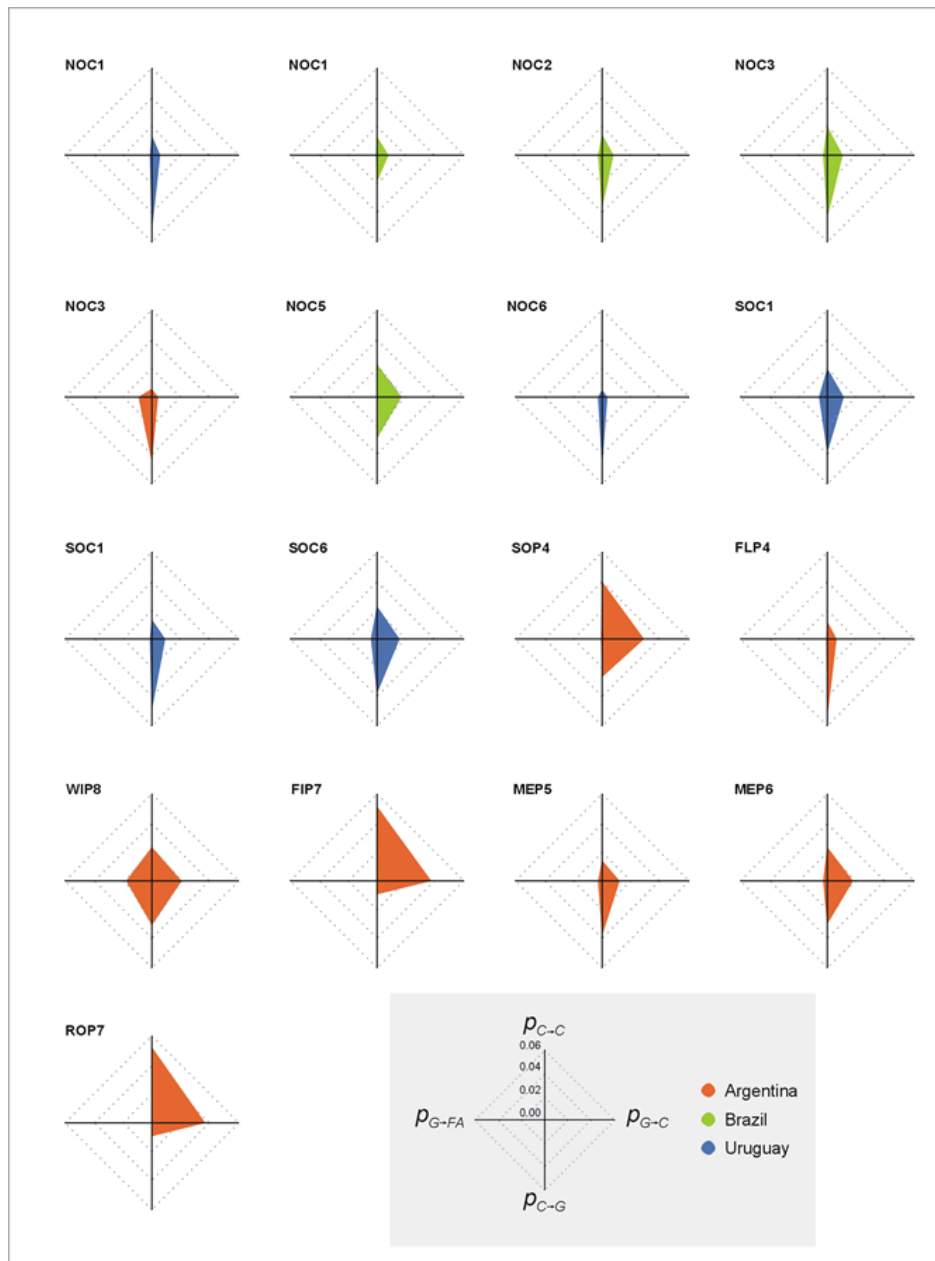 NOC1 NOC1 NOC2 NOC3
NOC3 NOC5 NOC6 SOC1
SOC1 SOC6 SOP4 FLP4
WIP8 FIP7 MEP5 MEP6
ROP7
pC→C
0.06
0.04
0.02
0.00
pG→FA
pG→C
pC→G
Argentina
Brazil
Uruguay